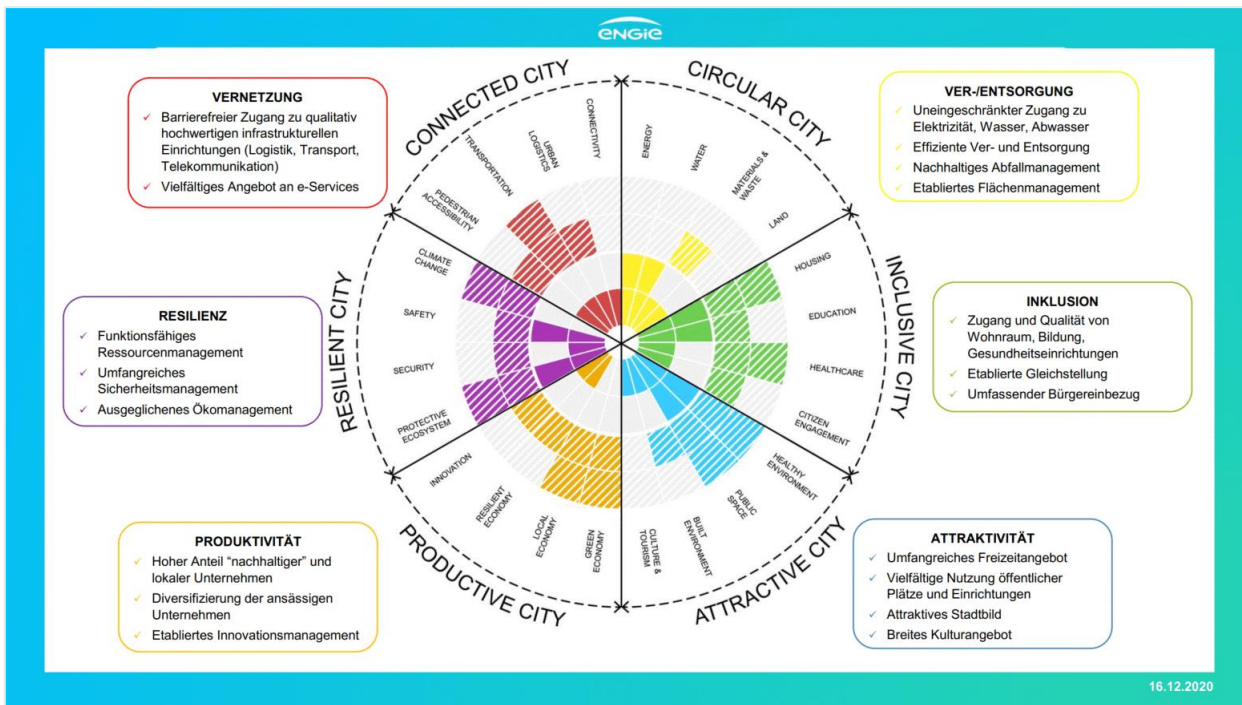 ENGIE
VERNETZUNG
✓ Barrierefreier Zugang zu qualitativ
hochwertigen infrastrukturellen
Einrichtungen (Logistik, Transport,
Telekommunikation)
✓ Vielfältiges Angebot an e-Services
RESILIENZ
✓ Funktionsfähiges
Ressourcenmanagement
✓ Umfangreiches
Sicherheitsmanagement
✓ Ausgeglichenes Ökomanagement
PRODUKTIVITÄT
✓ Hoher Anteil “nachhaltiger” und
lokaler Unternehmen
✓ Diversifizierung der ansässigen
Unternehmen
✓ Etabliertes Innovationsmanagement
CONNECTED CITY
PEDESTRIAN
ACCESSIBILITY
TRANSPORTATION
URBAN
LOGISTICS
CONNECTIVITY
CIRCULAR CITY
ENERGY
WATER
MATERIALS &
WASTE
LAND
INCLUSIVE CITY
HOUSING
EDUCATION
HEALTHCARE
CITIZEN
ENGAGEMENT
ATTRACTIVE CITY
HEALTHY
ENVIRONMENT
PUBLIC
SPACE
BUILT
ENVIRONMENT
CULTURE &
TOURISM
PRODUCTIVE CITY
GREEN
ECONOMY
LOCAL
ECONOMY
RESILIENT
ECONOMY
INNOVATION
RESILIENT CITY
PROTECTIVE
ECOSYSTEM
SECURITY
SAFETY
CLIMATE
CHANGE
VER-/ENTSORGUNG
✓ Uneingeschränkter Zugang zu
Elektrizität, Wasser, Abwasser
✓ Effiziente Ver- und Entsorgung
✓ Nachhaltiges Abfallmanagement
✓ Etabliertes Flächenmanagement
INKLUSION
✓ Zugang und Qualität von
Wohnraum, Bildung,
Gesundheitseinrichtungen
✓ Etablierte Gleichstellung
✓ Umfassender Bürgereinbezug
ATTRAKTIVITÄT
✓ Umfangreiches Freizeitangebot
✓ Vielfältige Nutzung öffentlicher
Plätze und Einrichtungen
✓ Attraktives Stadtbild
✓ Breites Kulturangebot
16.12.2020